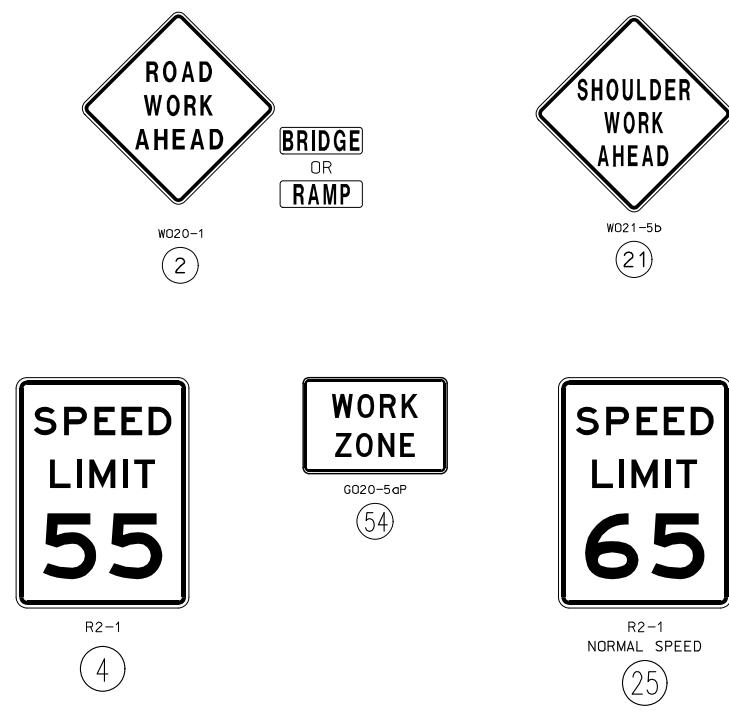 ROAD
WORK
AHEAD
BRIDGE
OR
RAMP
WO20-1
2
SHOULDER
WORK
AHEAD
WO21-5b
21
SPEED
LIMIT
55
R2-1
4
WORK
ZONE
GO20-5aP
54
SPEED
LIMIT
65
R2-1
NORMAL SPEED
25